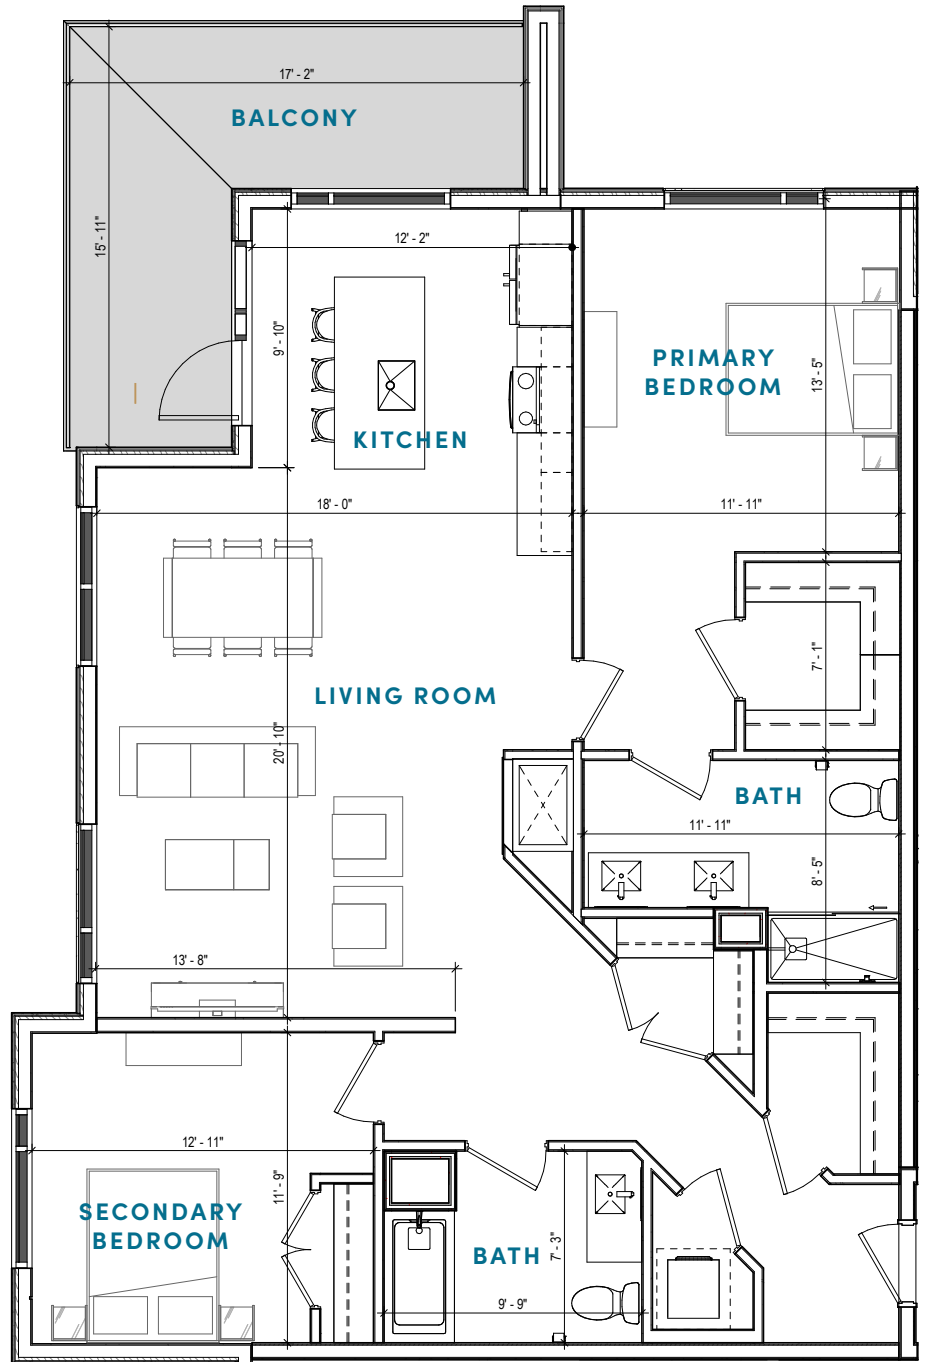 17' - 2"
BALCONY
15' - 11"
12' - 2"
9' - 10"
PRIMARY
BEDROOM
13' - 5"
KITCHEN
18' - 0"
11' - 11"
7' - 1"
LIVING ROOM
20' - 10"
BATH
11' - 11"
8' - 5"
13' - 8"
12' - 11"
11' - 9"
SECONDARY
BEDROOM
BATH
7' - 3"
9' - 9"